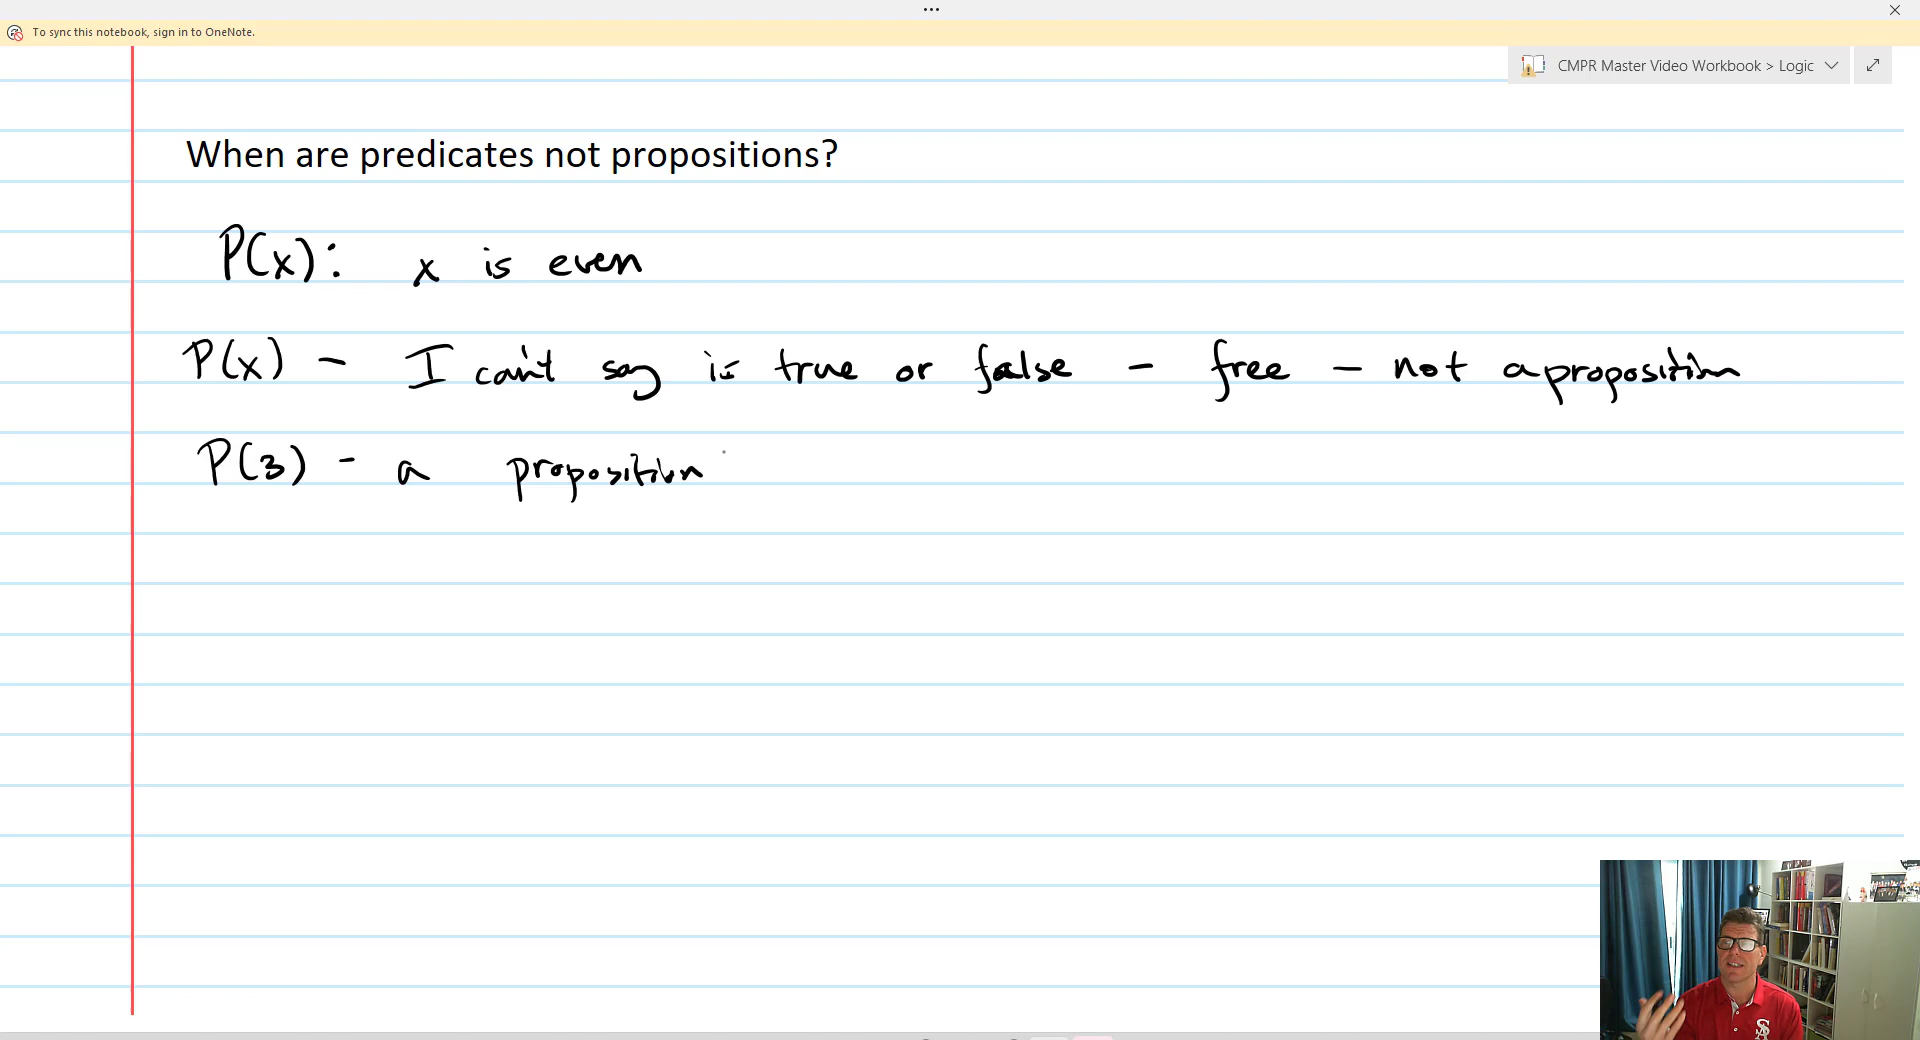 To sync this notebook, sign in to OneNote.
CMPR Master Video Workbook > Logic
When are predicates not propositions?
P(x): x is even
P(x) – I can't say is true or false – free – not a proposition
P(3) – a proposition
SA